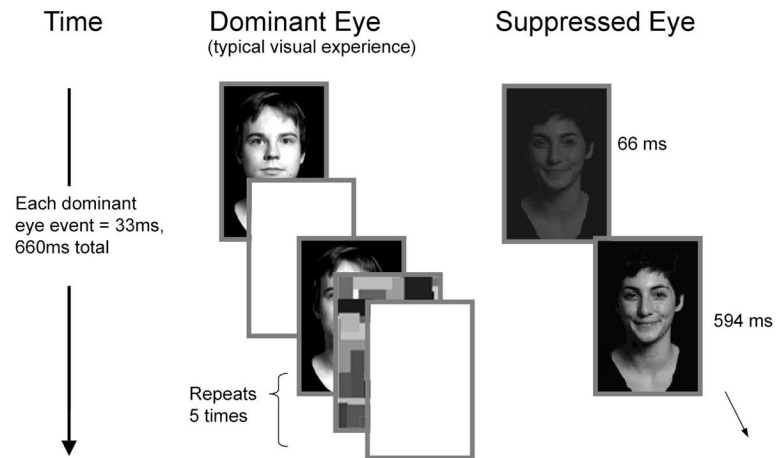 Time
Dominant Eye
(typical visual experience)
Suppressed Eye
66 ms
Each dominant
eye event = 33ms,
660ms total
594 ms
Repeats
5 times